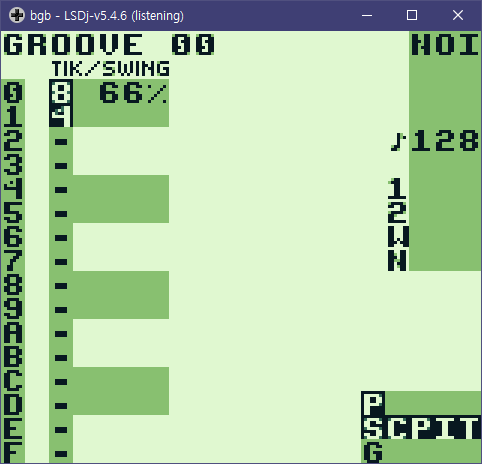 bgb - LSDj-v5.4.6 (listening)
GROOVE 00 NOI
TIK/SWING
0 8 66%
1 4
2 - ♪128
3 -
4 - 1
5 - 2
6 - W
7 - N
8 -
9 -
A -
B -
C -
D - P
E - SCPIT
F - G